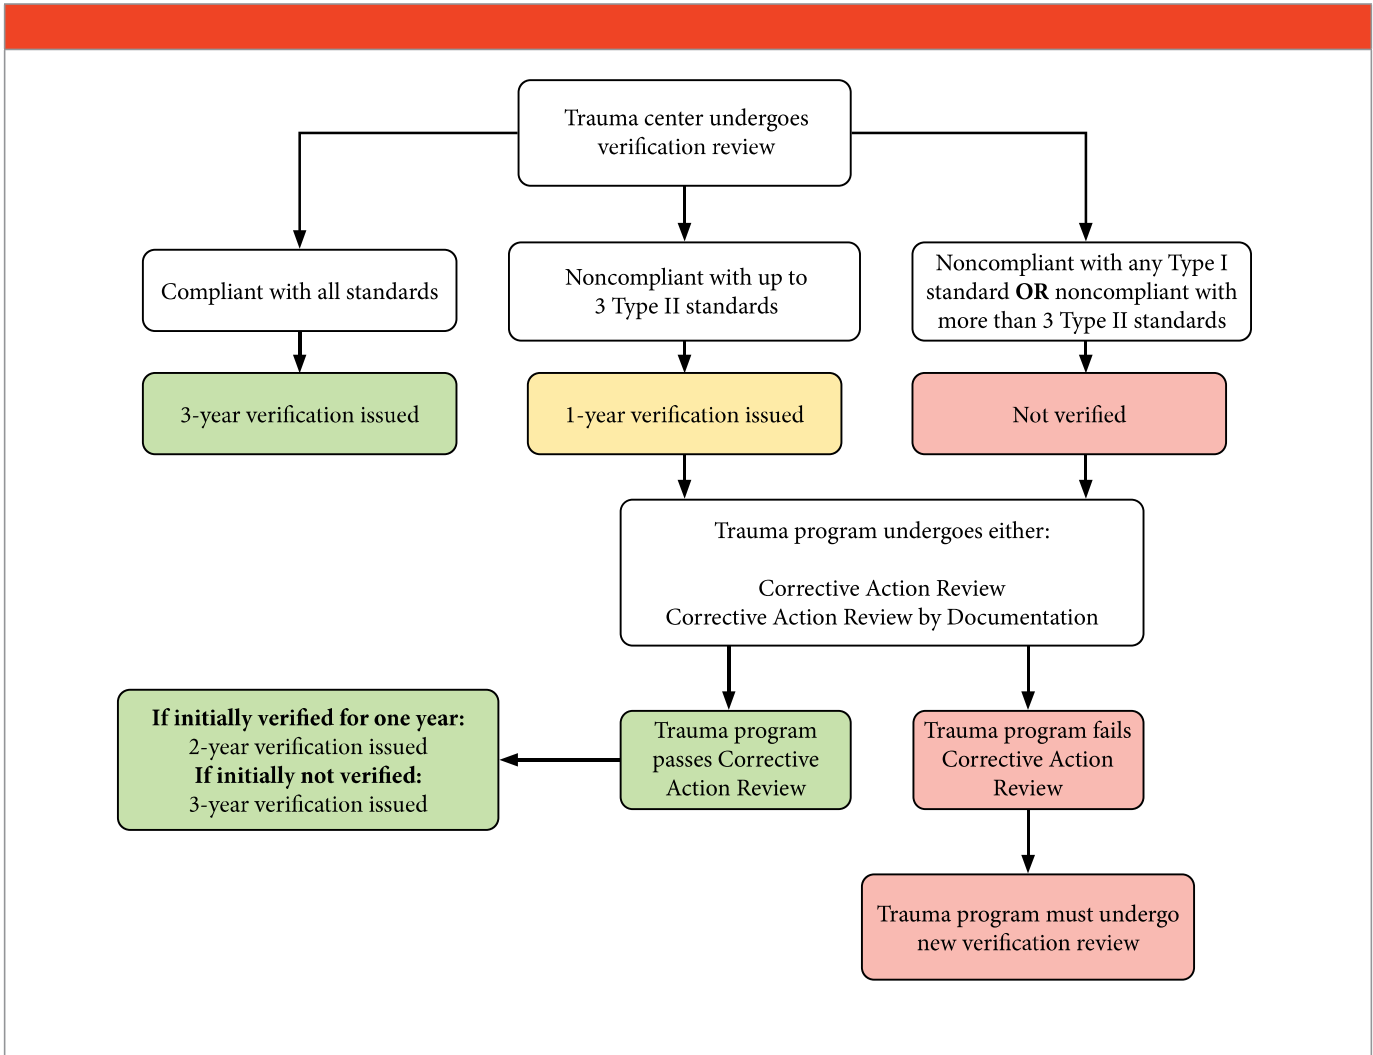 Trauma center undergoes
verification review
Compliant with all standards
Noncompliant with up to
3 Type II standards
Noncompliant with any Type I
standard OR noncompliant with
more than 3 Type II standards
3-year verification issued
1-year verification issued
Not verified
Trauma program undergoes either:
Corrective Action Review
Corrective Action Review by Documentation
If initially verified for one year:
2-year verification issued
If initially not verified:
3-year verification issued
Trauma program
passes Corrective
Action Review
Trauma program fails
Corrective Action
Review
Trauma program must undergo
new verification review